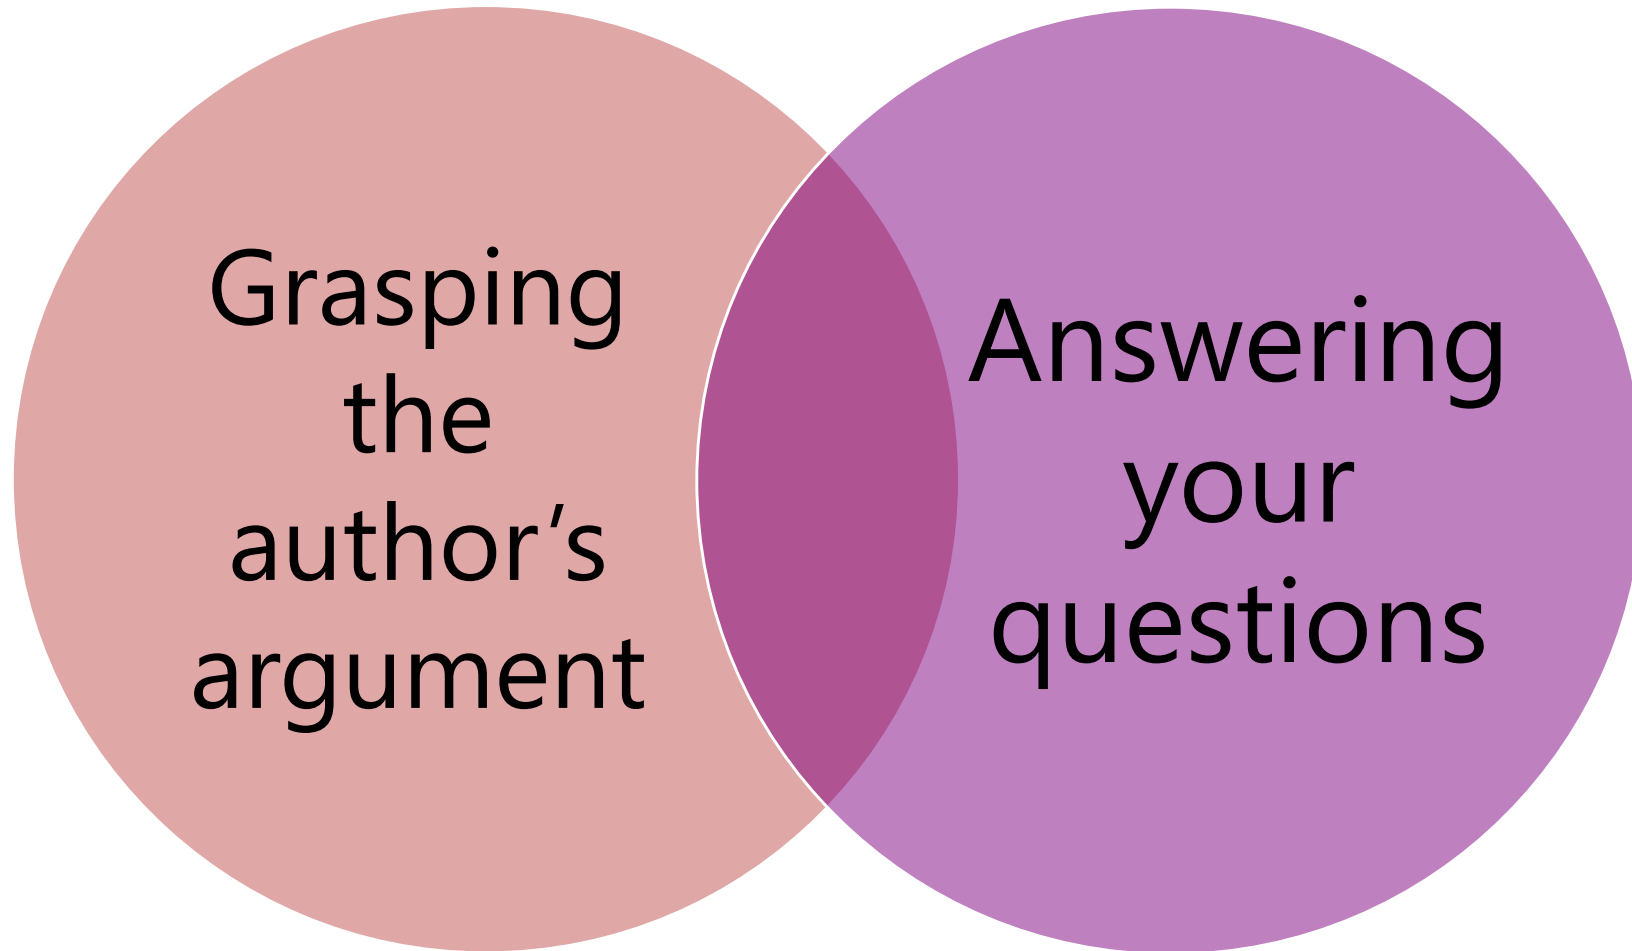 Grasping
the
author’s
argument
Answering
your
questions